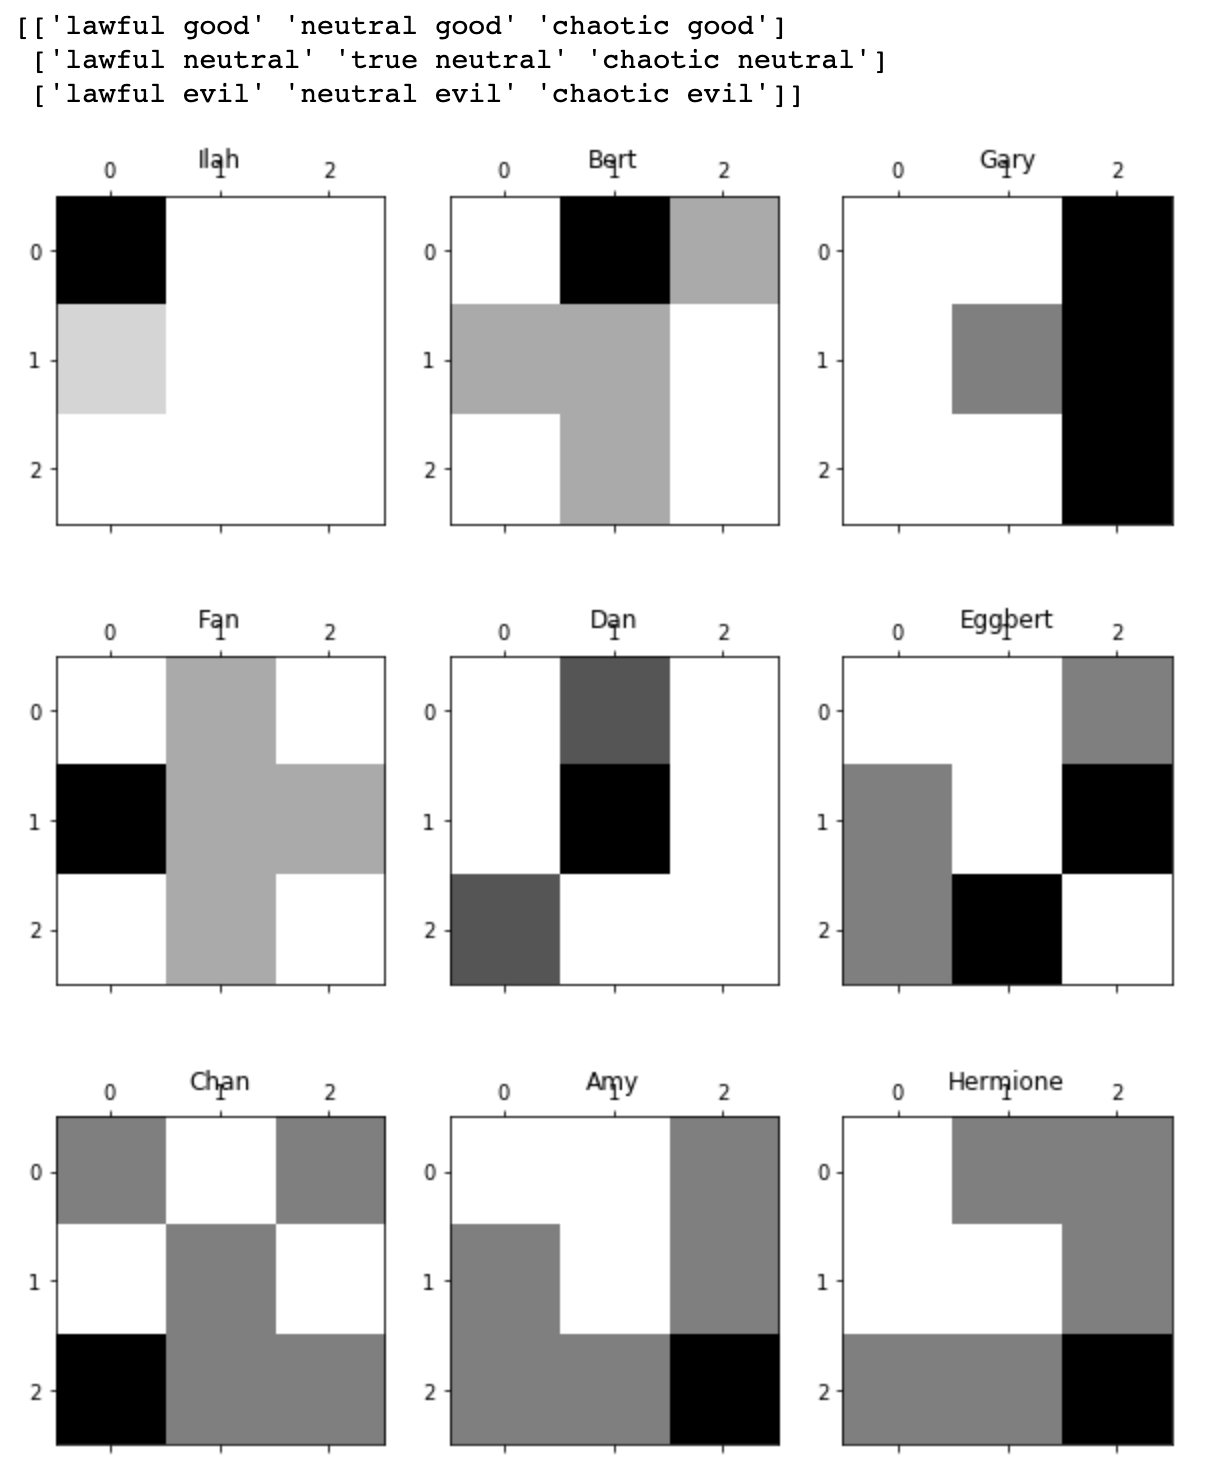 [['lawful good' 'neutral good' 'chaotic good']
['lawful neutral' 'true neutral' 'chaotic neutral']
['lawful evil' 'neutral evil' 'chaotic evil']]
Ilah
0 1 2
0
1
2
Bert
0 1 2
0
1
2
Gary
0 1 2
0
1
2
Fan
0 1 2
0
1
2
Dan
0 1 2
0
1
2
Eggbert
0 1 2
0
1
2
Chan
0 1 2
0
1
2
Amy
0 1 2
0
1
2
Hermione
0 1 2
0
1
2